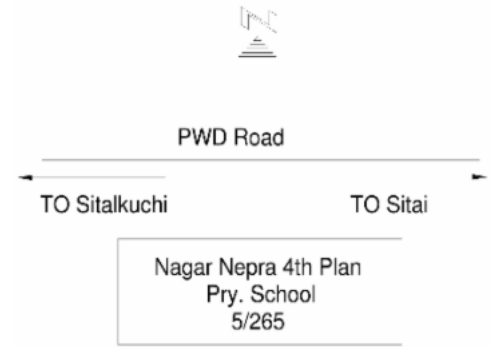 N
PWD Road
TO Sitalkuchi TO Sitai
Nagar Nepra 4th Plan
Pry. School
5/265